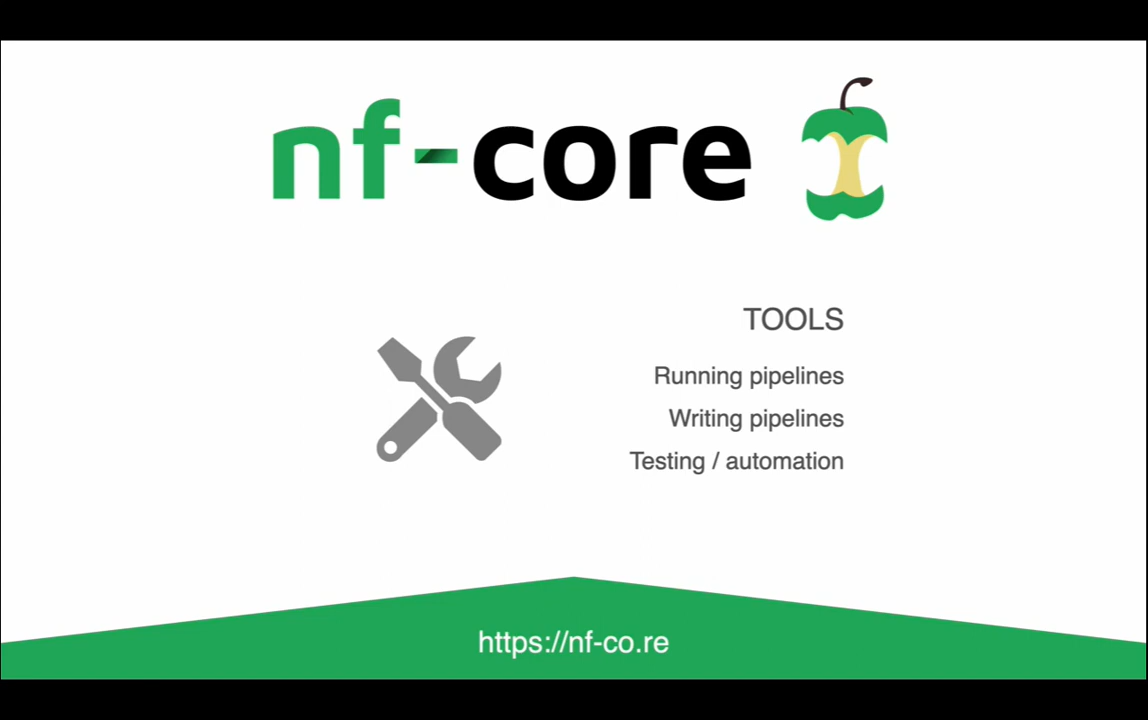 nf-core
TOOLS
Running pipelines
Writing pipelines
Testing / automation
https://nf-co.re